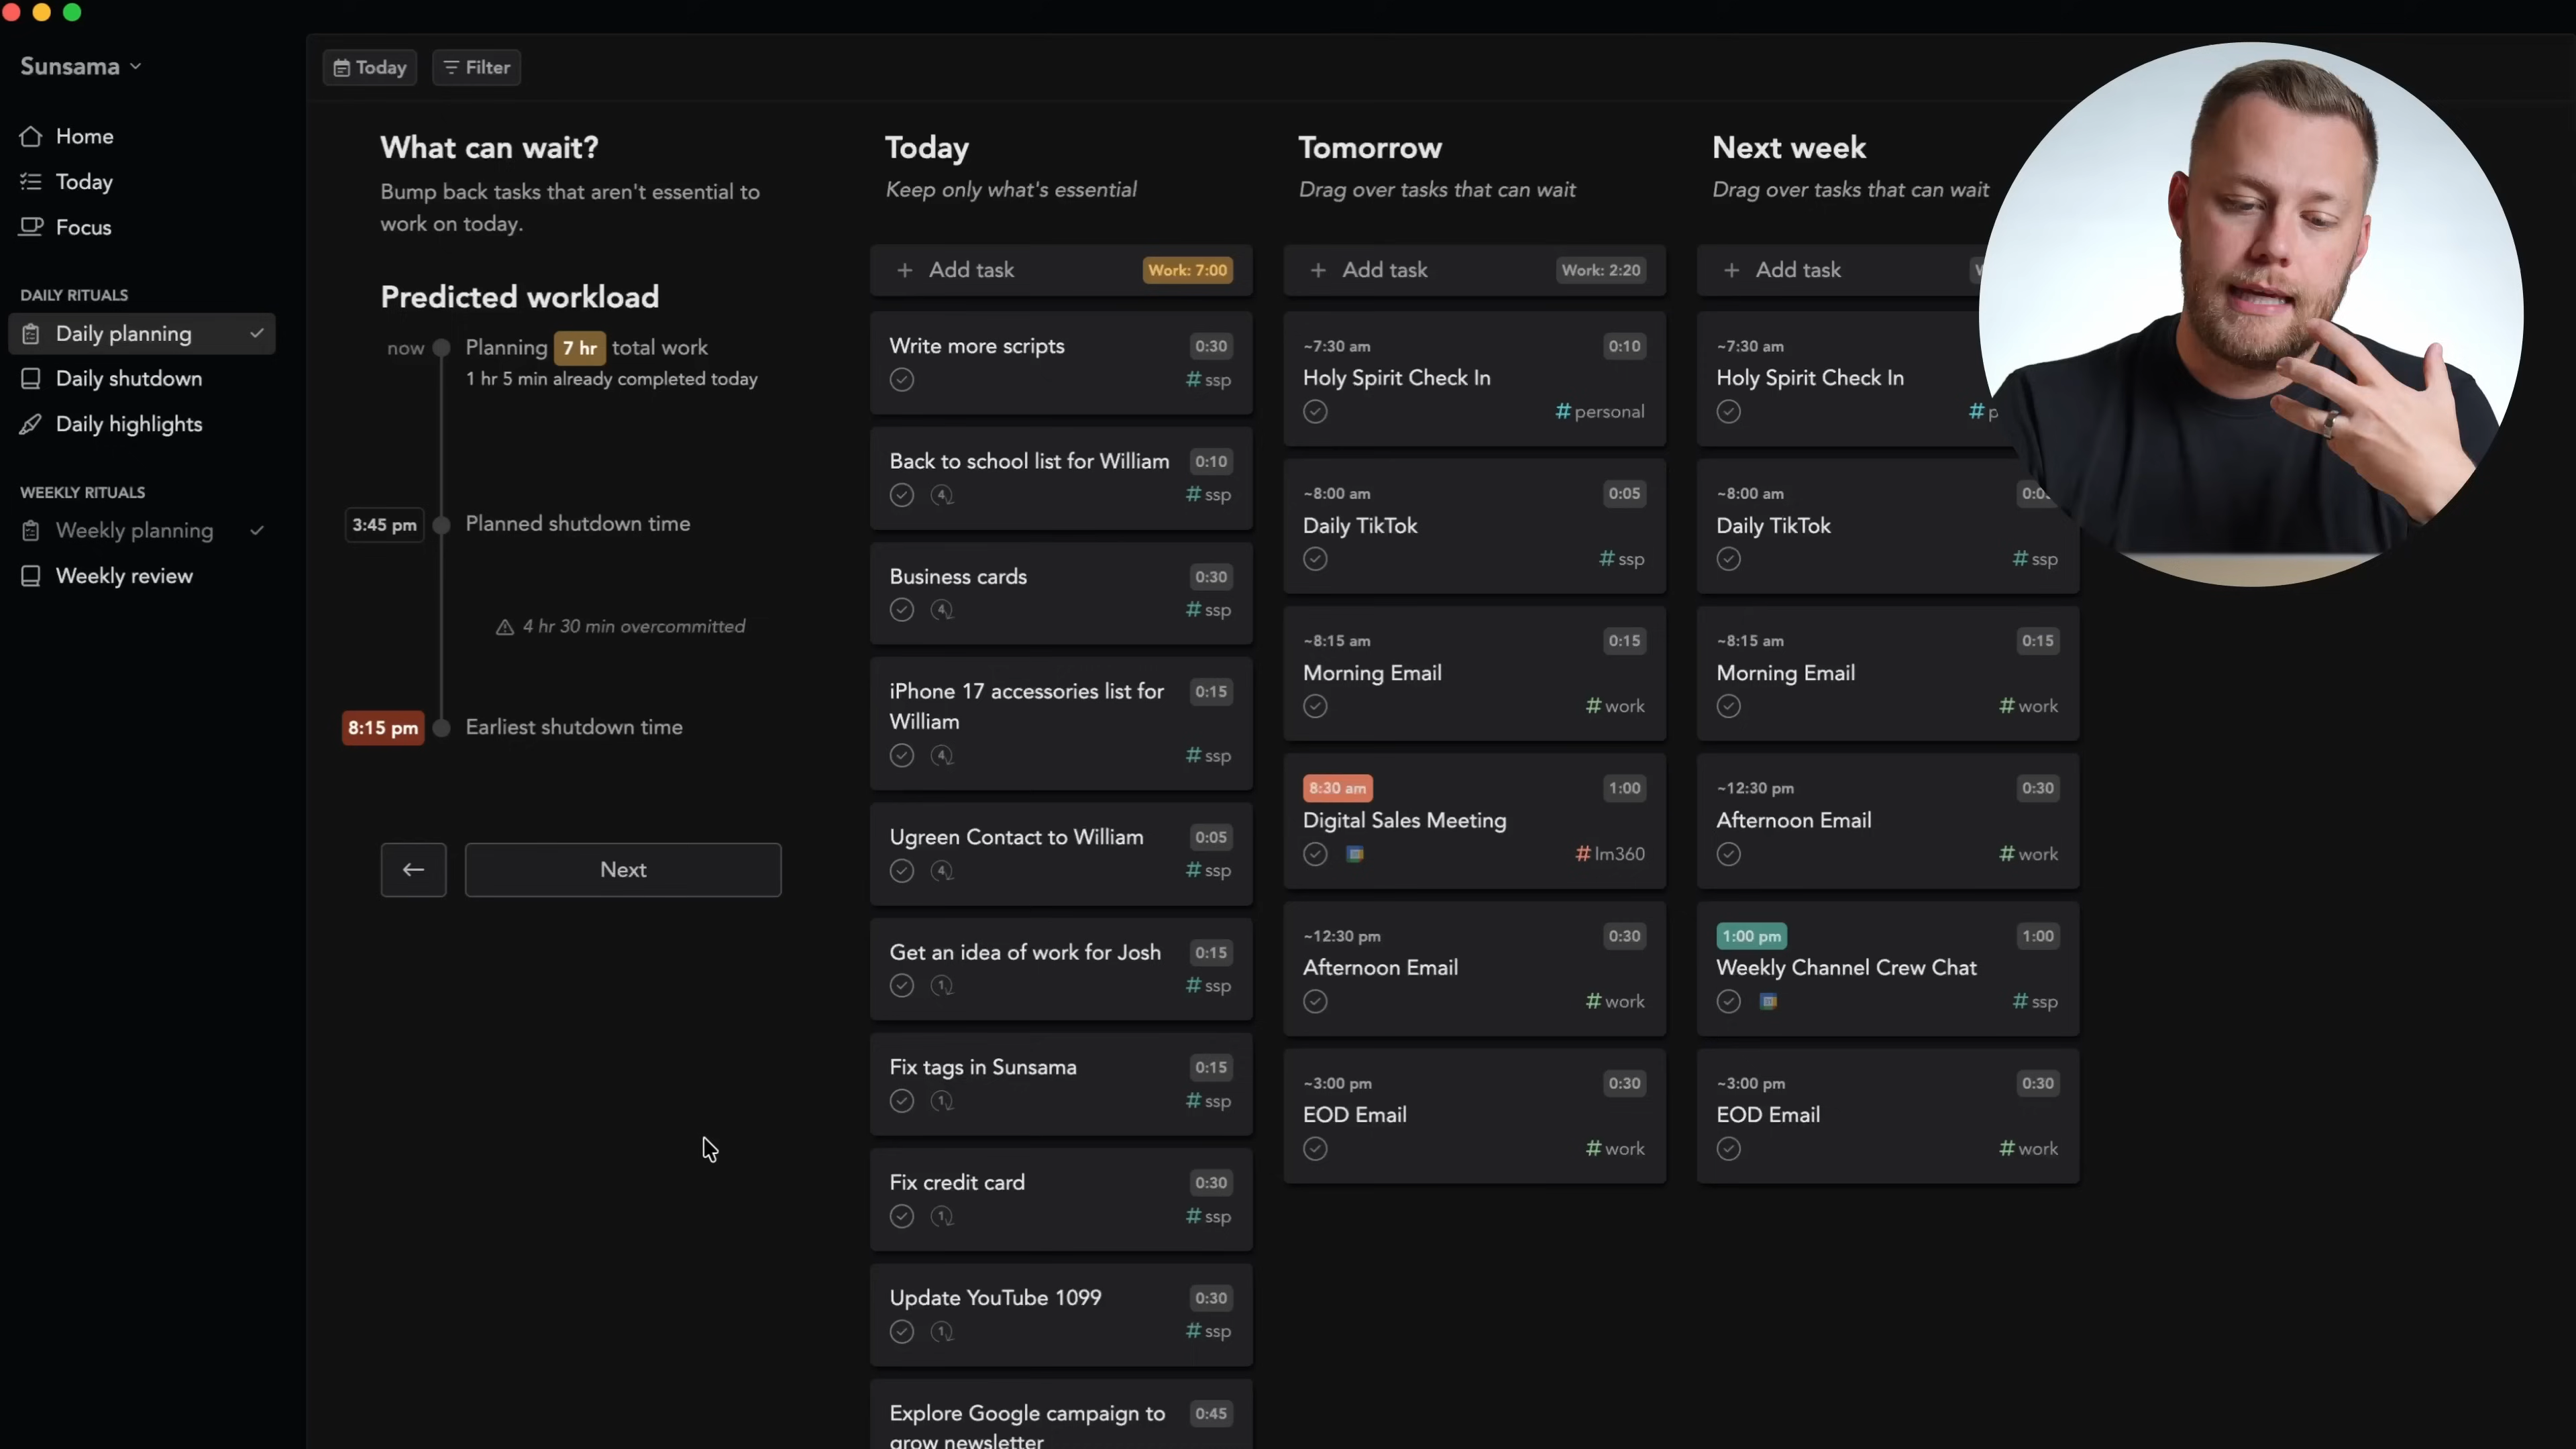 Sunsama
Today
Filter
Home
Today
Focus
DAILY RITUALS
Daily planning
Daily shutdown
Daily highlights
WEEKLY RITUALS
Weekly planning
Weekly review
What can wait?
Bump back tasks that aren't essential to
work on today.
Predicted workload
now
Planning 7 hr total work
1 hr 5 min already completed today
3:45 pm
Planned shutdown time
4 hr 30 min overcommitted
8:15 pm
Earliest shutdown time
←
Next
Today
Keep only what's essential
+ Add task
Work: 7:00
Write more scripts
0:30
# ssp
Back to school list for William
0:10
4
# ssp
Business cards
0:30
4
# ssp
iPhone 17 accessories list for
William
0:15
4
# ssp
Ugreen Contact to William
0:05
4
# ssp
Get an idea of work for Josh
0:15
1
# ssp
Fix tags in Sunsama
0:15
1
# ssp
Fix credit card
0:30
1
# ssp
Update YouTube 1099
0:30
1
# ssp
Explore Google campaign to
grow newsletter
0:45
Tomorrow
Drag over tasks that can wait
+ Add task
Work: 2:20
~7:30 am
0:10
Holy Spirit Check In
# personal
~8:00 am
0:05
Daily TikTok
# ssp
~8:15 am
0:15
Morning Email
# work
8:30 am
1:00
Digital Sales Meeting
# lm360
~12:30 pm
0:30
Afternoon Email
# work
~3:00 pm
0:30
EOD Email
# work
Next week
Drag over tasks that can wait
+ Add task
~7:30 am
Holy Spirit Check In
# p
~8:00 am
Daily TikTok
# ssp
~8:15 am
0:15
Morning Email
# work
~12:30 pm
0:30
Afternoon Email
# work
1:00 pm
1:00
Weekly Channel Crew Chat
# ssp
~3:00 pm
0:30
EOD Email
# work